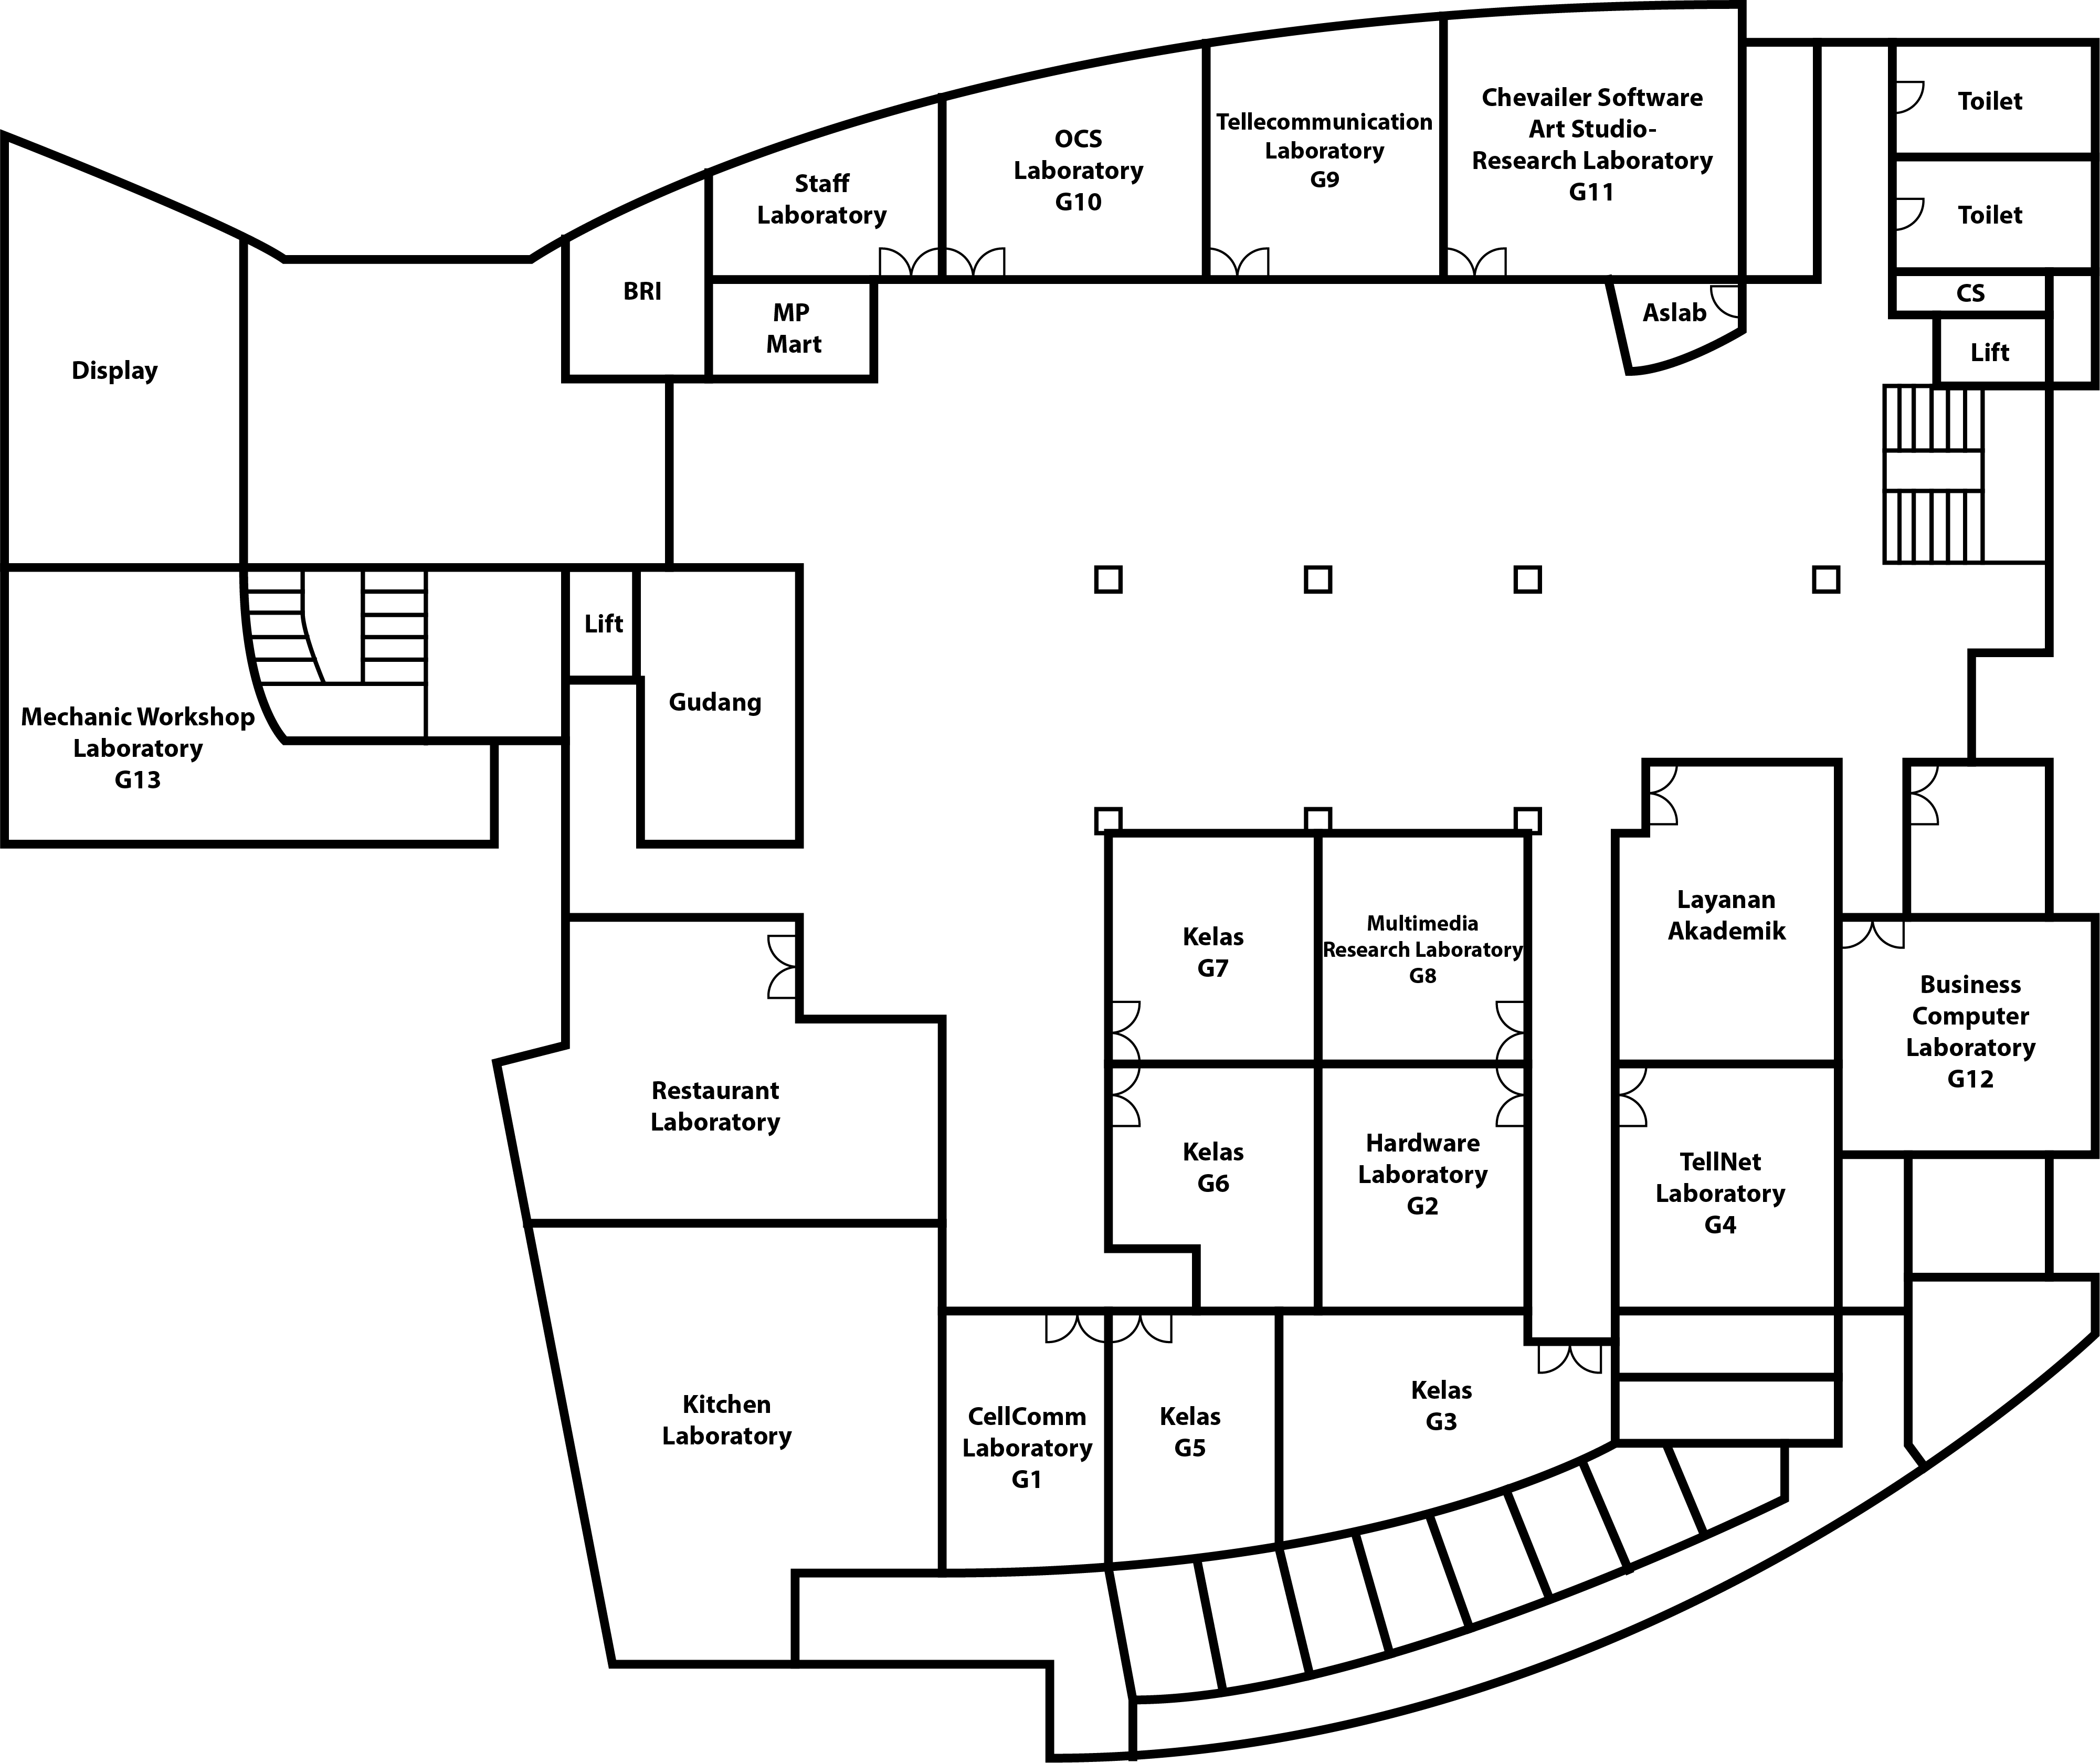 Chevailer Software
Art Studio-
Research Laboratory
G11
Toilet
Tellecommunication
Laboratory
G9
OCS
Laboratory
G10
Staff
Laboratory
Toilet
BRI
CS
MP
Mart
Aslab
Lift
Display
Lift
Gudang
Mechanic Workshop
Laboratory
G13
Layanan
Akademik
Kelas
G7
Multimedia
Research Laboratory
G8
Business
Computer
Laboratory
G12
Restaurant
Laboratory
Kelas
G6
Hardware
Laboratory
G2
TellNet
Laboratory
G4
Kitchen
Laboratory
CellComm
Laboratory
G1
Kelas
G5
Kelas
G3